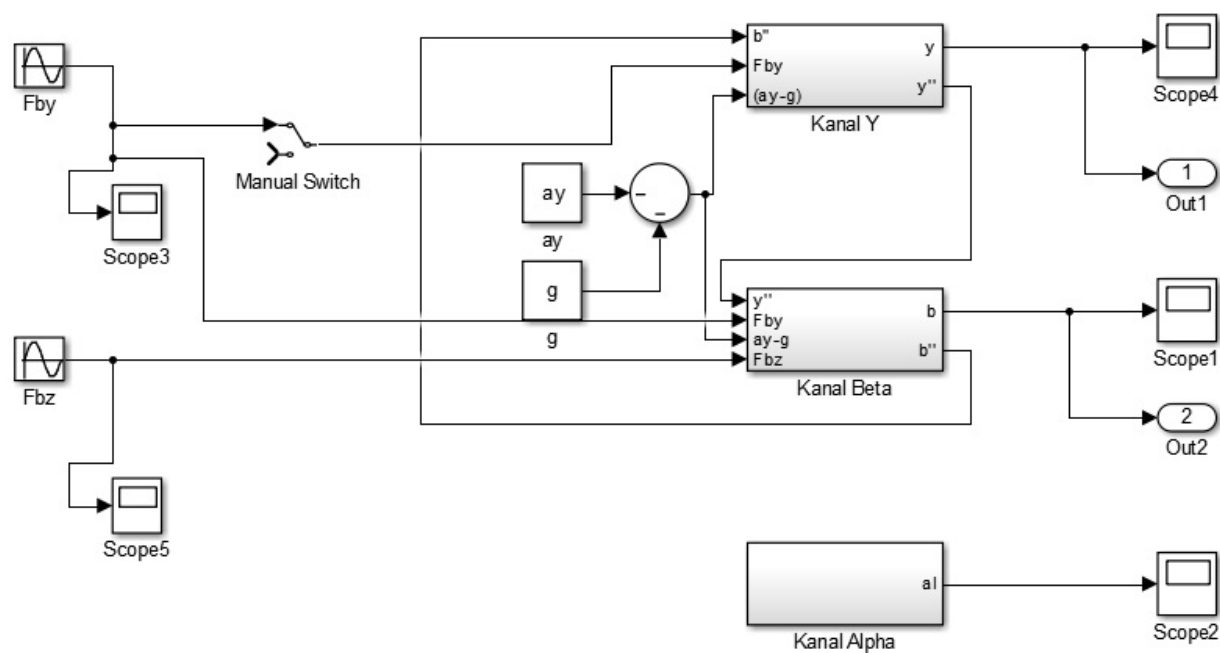 b''
Fby
(ay-g)
y
y''
Kanal Y
Scope4
Fby
Manual Switch
Scope3
ay
ay
-
-
g
g
1
Out1
y''
Fby
ay-g
Fbz
b
b''
Kanal Beta
Scope1
Fbz
2
Out2
Scope5
al
Kanal Alpha
Scope2